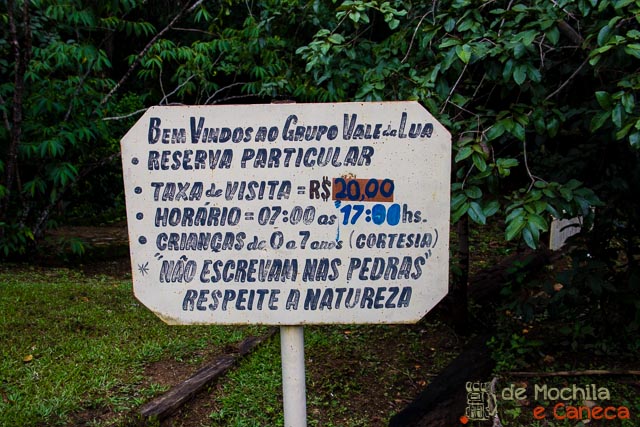 BEM VINDOS AO GRUPO VALE da LUA
• RESERVA PARTICULAR
• TAXA de VISITA = R$ 20,00
• HORÁRIO = 07:00 as 17:00 hs.
• CRIANÇAS de 0 a 7 anos (CORTESIA)
* "NÃO ESCREVAM NAS PEDRAS"
RESPEITE A NATUREZA
de Mochila
e Caneca